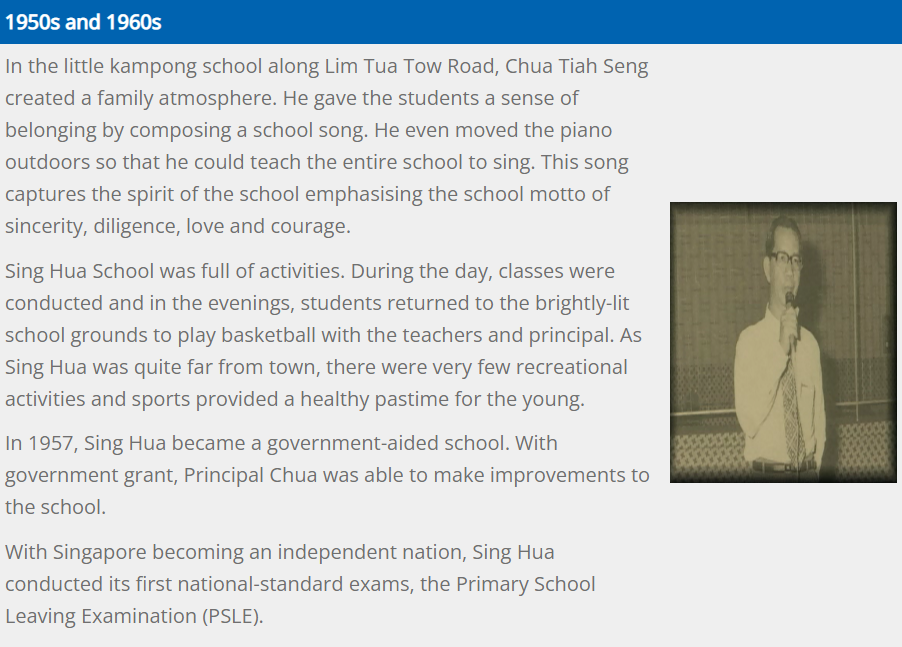 1950s and 1960s
In the little kampong school along Lim Tua Tow Road, Chua Tiah Seng
created a family atmosphere. He gave the students a sense of
belonging by composing a school song. He even moved the piano
outdoors so that he could teach the entire school to sing. This song
captures the spirit of the school emphasising the school motto of
sincerity, diligence, love and courage.
Sing Hua School was full of activities. During the day, classes were
conducted and in the evenings, students returned to the brightly-lit
school grounds to play basketball with the teachers and principal. As
Sing Hua was quite far from town, there were very few recreational
activities and sports provided a healthy pastime for the young.
In 1957, Sing Hua became a government-aided school. With
government grant, Principal Chua was able to make improvements to
the school.
With Singapore becoming an independent nation, Sing Hua
conducted its first national-standard exams, the Primary School
Leaving Examination (PSLE).